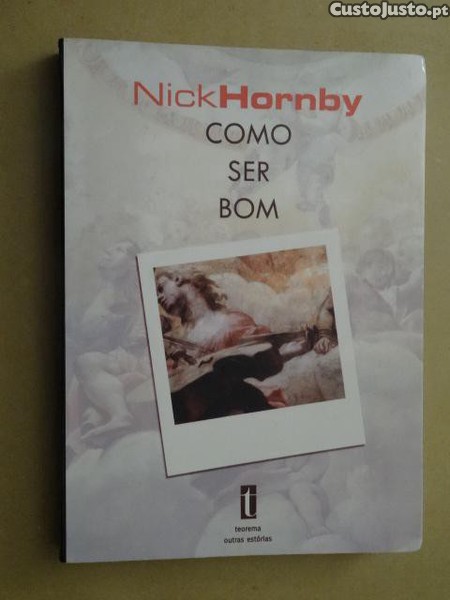 CustoJusto.pt
NickHornby
COMO
SER
BOM
t
teorema
outras estórias